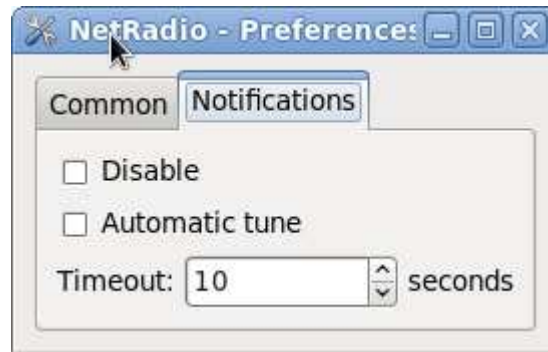 NetRadio - Preferences
Common Notifications
Disable
Automatic tune
Timeout: 10 seconds